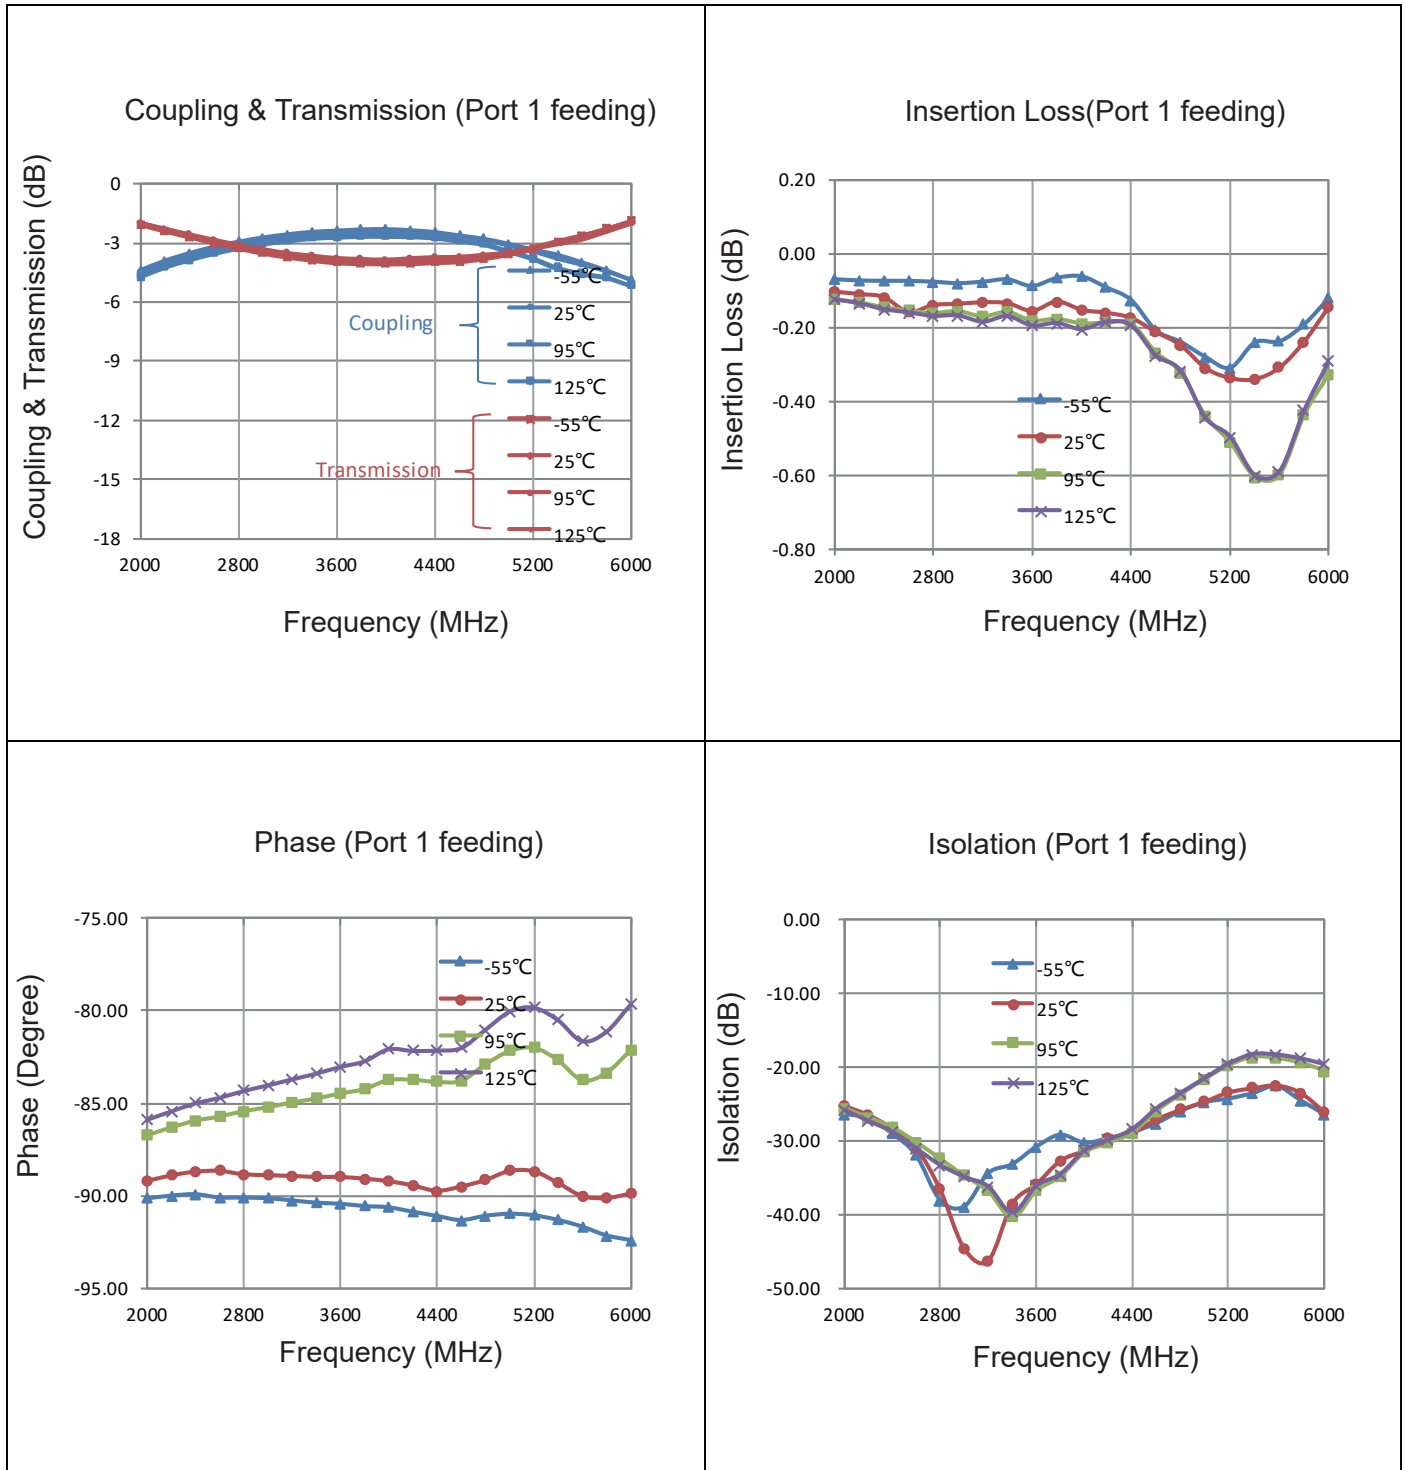 Coupling & Transmission (Port 1 feeding)
Coupling & Transmission (dB)
0
-3
-6
-9
-12
-15
-18
-55℃
25℃
95℃
125℃
Coupling
-55℃
25℃
95℃
125℃
Transmission
2000 2800 3600 4400 5200 6000
Frequency (MHz)
Insertion Loss(Port 1 feeding)
Insertion Loss (dB)
0.20
0.00
-0.20
-0.40
-0.60
-0.80
-55℃
25℃
95℃
125℃
2000 2800 3600 4400 5200 6000
Frequency (MHz)
Phase (Port 1 feeding)
Phase (Degree)
-75.00
-80.00
-85.00
-90.00
-95.00
-55℃
25℃
95℃
125℃
2000 2800 3600 4400 5200 6000
Frequency (MHz)
Isolation (Port 1 feeding)
Isolation (dB)
0.00
-10.00
-20.00
-30.00
-40.00
-50.00
-55℃
25℃
95℃
125℃
2000 2800 3600 4400 5200 6000
Frequency (MHz)